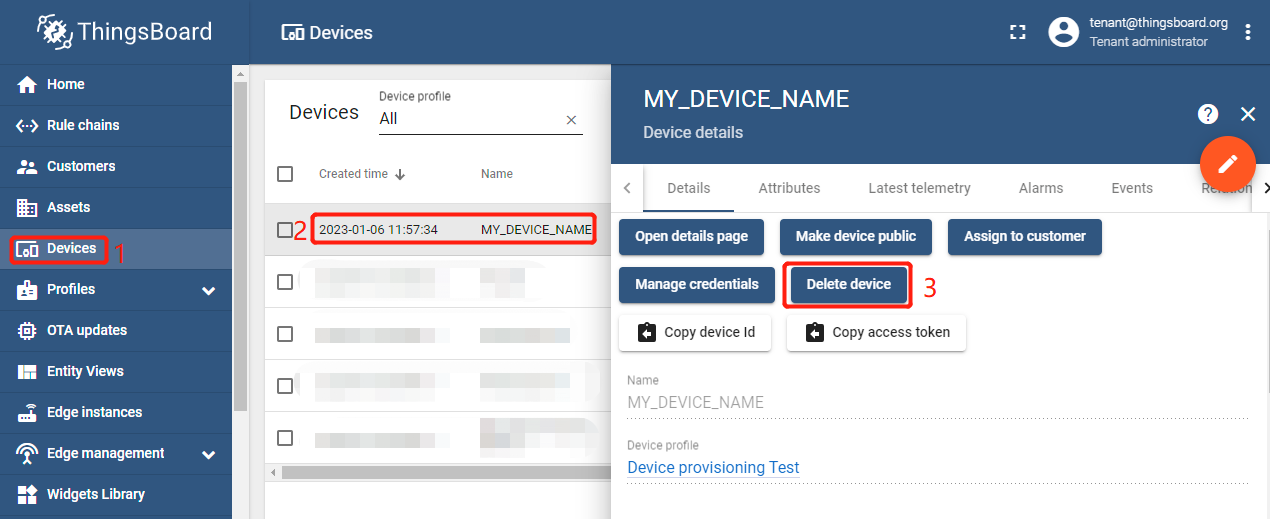 ThingsBoard
Devices
tenant@thingsboard.org
Tenant administrator
Home
Rule chains
Customers
Assets
Devices
1
Profiles
OTA updates
Entity Views
Edge instances
Edge management
Widgets Library
Devices
Device profile
All
Created time
Name
2
2023-01-06 11:57:34
MY_DEVICE_NAME
MY_DEVICE_NAME
Device details
?
Details
Attributes
Latest telemetry
Alarms
Events
Relation
Open details page
Make device public
Assign to customer
Manage credentials
Delete device
3
Copy device Id
Copy access token
Name
MY_DEVICE_NAME
Device profile
Device provisioning Test